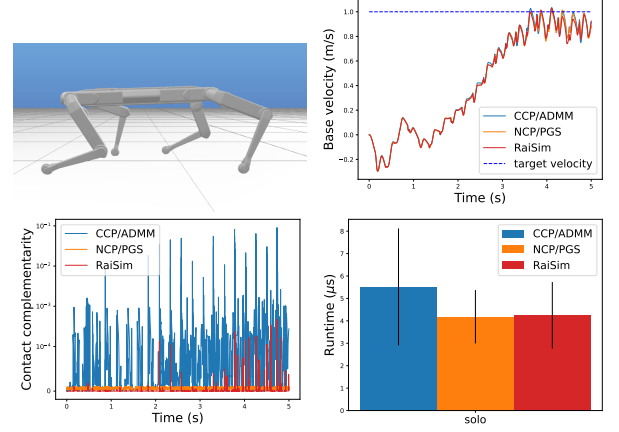 Base velocity (m/s)
1.0
0.8
0.6
0.4
0.2
0.0
−0.2
CCP/ADMM
NCP/PGS
RaiSim
target velocity
0 1 2 3 4 5
Time (s)
Contact complementarity
10⁻¹
10⁻²
10⁻³
10⁻⁴
0
CCP/ADMM
NCP/PGS
RaiSim
0 1 2 3 4 5
Time (s)
Runtime (μs)
8
7
6
5
4
3
2
1
0
CCP/ADMM
NCP/PGS
RaiSim
solo